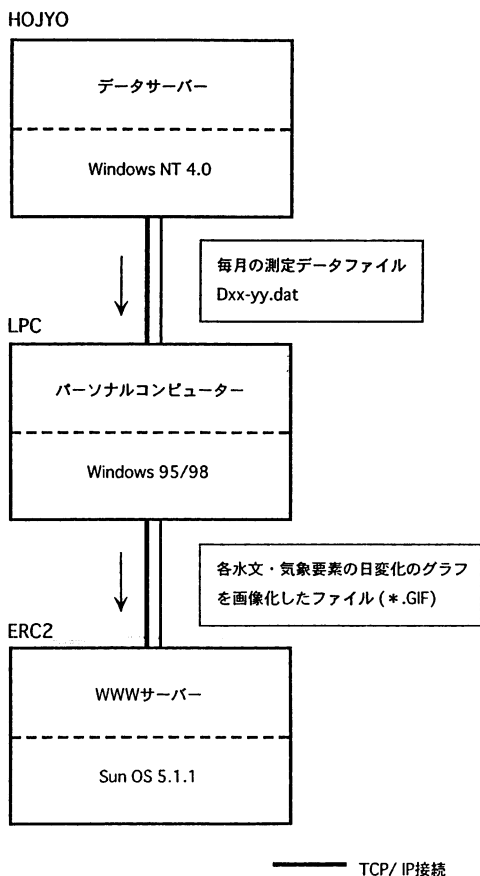 HOJYO
データサーバー
Windows NT 4.0
毎月の測定データファイル
Dxx-yy.dat
LPC
パーソナルコンピューター
Windows 95/98
各水文・気象要素の日変化のグラフ
を画像化したファイル (*.GIF)
ERC2
WWWサーバー
Sun OS 5.1.1
TCP/ IP接続